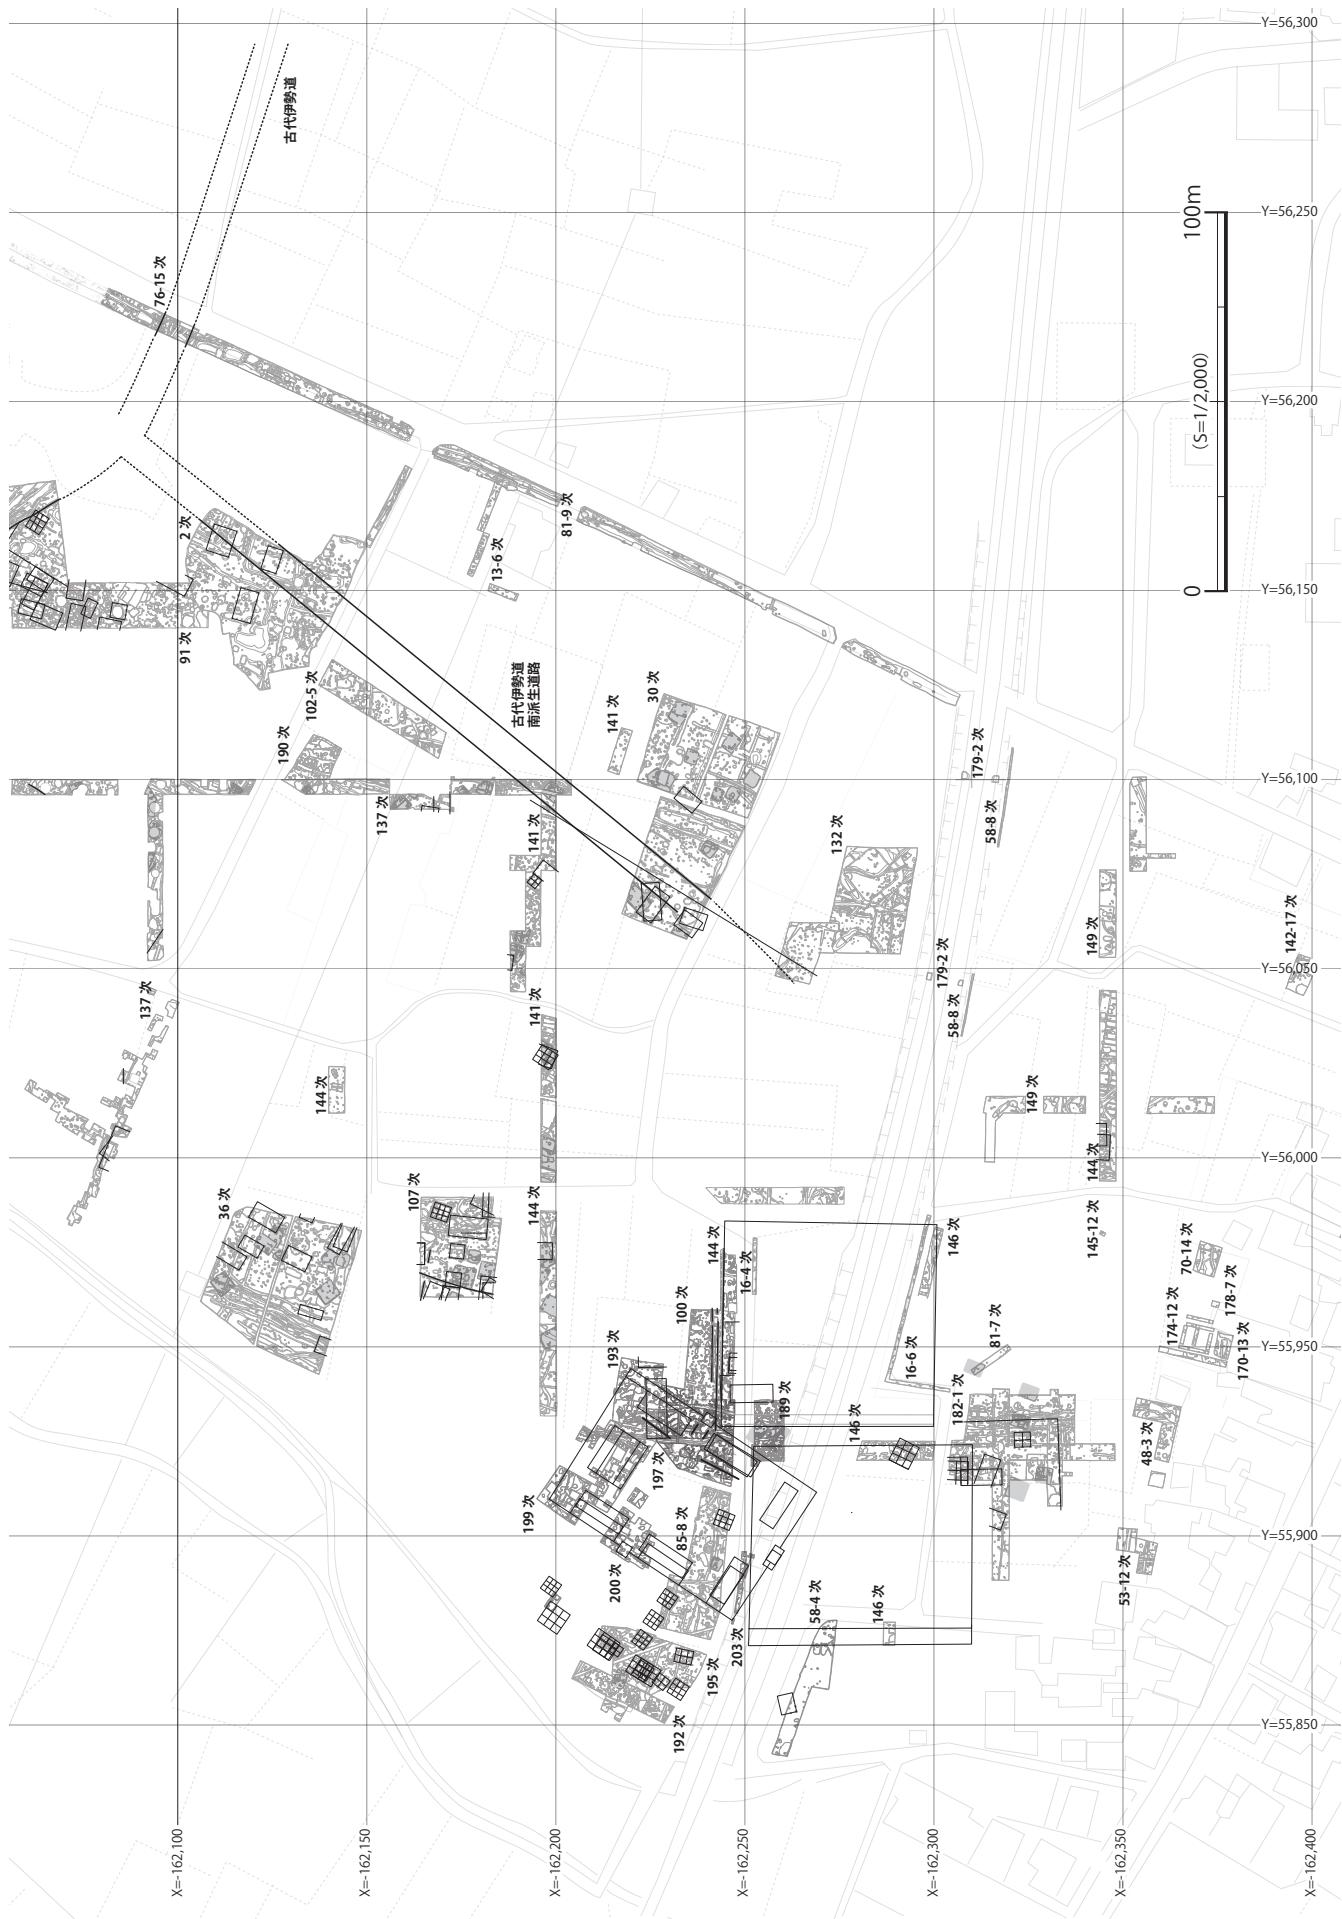 Y=56,300
古代伊勢道
Y=56,250
100m
76-15 次
(S=1/2,000)
Y=56,200
2 次
81-9 次
13-6 次
0
Y=56,150
91 次
102-5 次
古代伊勢道
南派生道路
141 次
30 次
190 次
179-2 次
Y=56,100
137 次
141 次
132 次
58-8 次
149 次
142-17 次
179-2 次
Y=56,050
137 次
141 次
58-8 次
144 次
149 次
Y=56,000
144 次
36 次
107 次
144 次
144 次
16-4 次
146 次
145-12 次
70-14 次
100 次
178-7 次
174-12 次
193 次
81-7 次
16-6 次
170-13 次
Y=55,950
189 次
182-1 次
146 次
48-3 次
197 次
199 次
85-8 次
Y=55,900
200 次
53-12 次
58-4 次
146 次
203 次
195 次
192 次
Y=55,850
X=-162,100
X=-162,150
X=-162,200
X=-162,250
X=-162,300
X=-162,350
X=-162,400